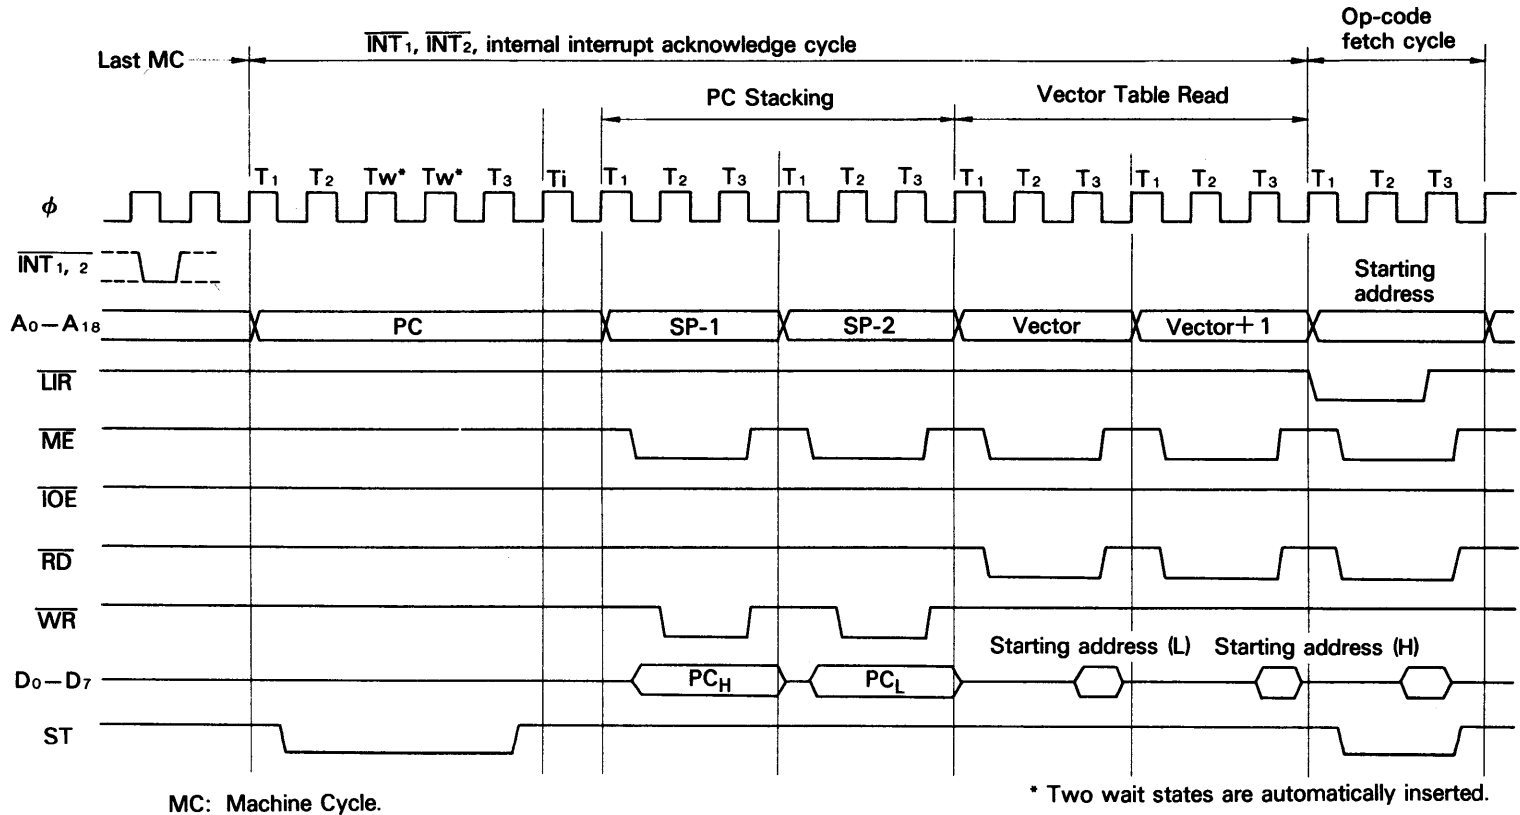 Last MC
INT1, INT2, internal interrupt acknowledge cycle
Op-code
fetch cycle
PC Stacking
Vector Table Read
T1 T2 Tw* Tw* T3 Ti T1 T2 T3 T1 T2 T3 T1 T2 T3 T1 T2 T3 T1 T2 T3
φ
INT1, 2
Starting
address
A0–A18
PC
SP-1
SP-2
Vector
Vector+1
LIR
ME
IOE
RD
WR
Starting address (L)
Starting address (H)
D0–D7
PCH
PCL
ST
MC: Machine Cycle.
* Two wait states are automatically inserted.